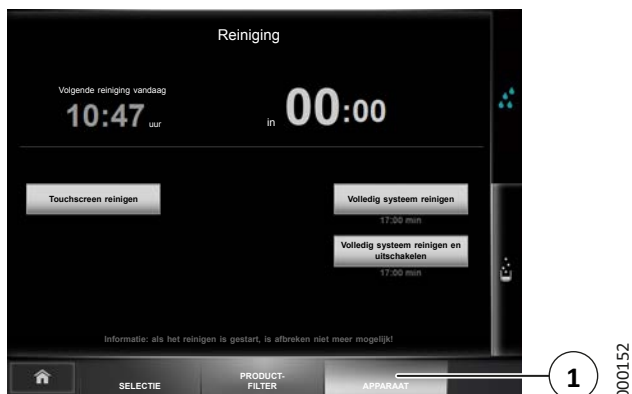 Reiniging
Volgende reiniging vandaag
10:47 uur
in 00:00
Touchscreen reinigen
Volledig systeem reinigen
17:00 min
Volledig systeem reinigen en
uitschakelen
17:00 min
Informatie: als het reinigen is gestart, is afbreken niet meer mogelijk!
SELECTIE
PRODUCT-
FILTER
APPARAAT
1
000152